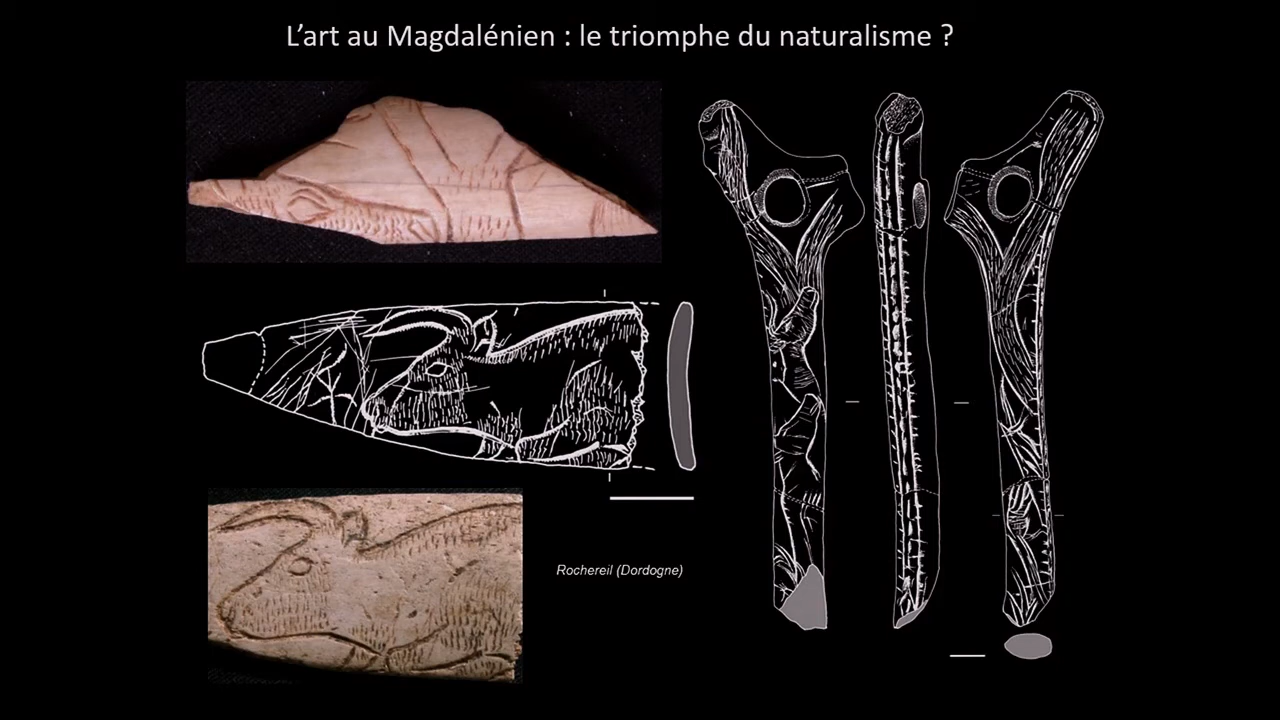 L’art au Magdalénien : le triomphe du naturalisme ?
Rochereil (Dordogne)